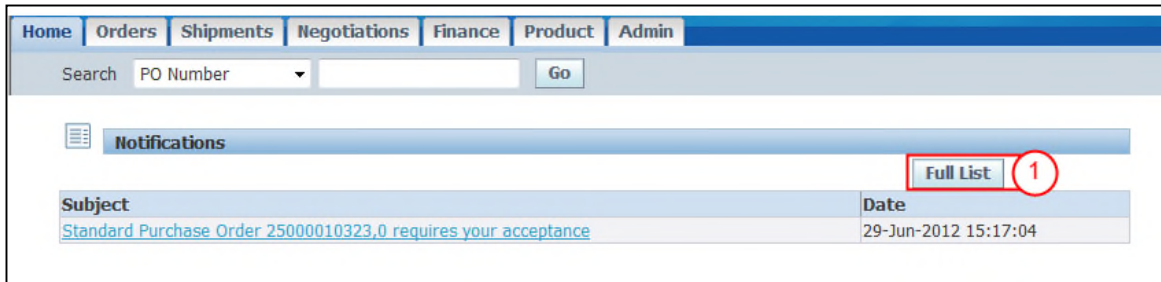 Home Orders Shipments Negotiations Finance Product Admin
Search PO Number Go
Notifications
Full List 1
Subject Date
Standard Purchase Order 25000010323,0 requires your acceptance 29-Jun-2012 15:17:04